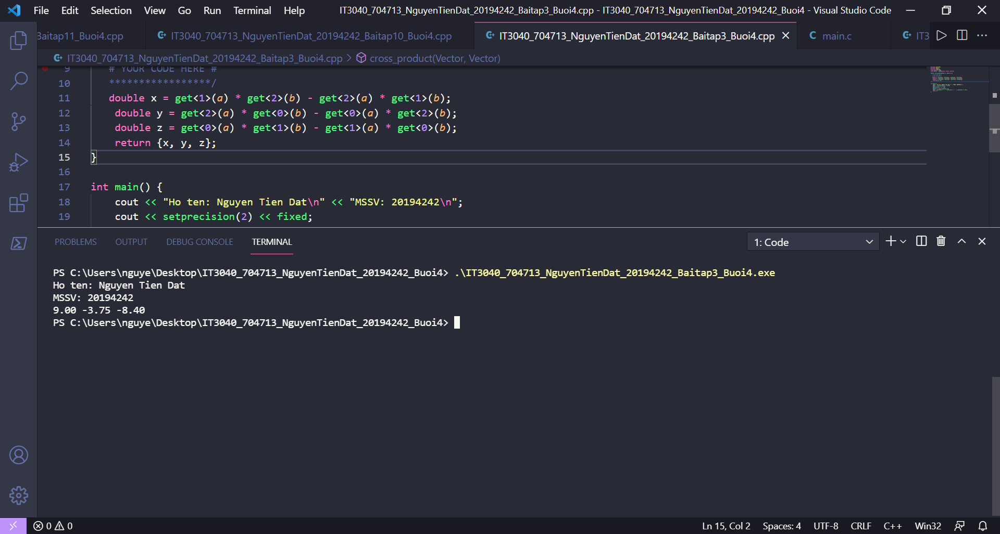 File Edit Selection View Go Run Terminal Help IT3040_704713_NguyenTienDat_20194242_Baitap3_Buoi4.cpp - IT3040_704713_NguyenTienDat_20194242_Buoi4 - Visual Studio Code
Baitap11_Buoi4.cpp IT3040_704713_NguyenTienDat_20194242_Baitap10_Buoi4.cpp IT3040_704713_NguyenTienDat_20194242_Baitap3_Buoi4.cpp main.c IT3
IT3040_704713_NguyenTienDat_20194242_Baitap3_Buoi4.cpp > cross_product(Vector, Vector)
9 # YOUR CODE HERE #
10 *****************/
11 double x = get<1>(a) * get<2>(b) - get<2>(a) * get<1>(b);
12 double y = get<2>(a) * get<0>(b) - get<0>(a) * get<2>(b);
13 double z = get<0>(a) * get<1>(b) - get<1>(a) * get<0>(b);
14 return {x, y, z};
15 }
16
17 int main() {
18 cout << "Ho ten: Nguyen Tien Dat\n" << "MSSV: 20194242\n";
19 cout << setprecision(2) << fixed;
PROBLEMS OUTPUT DEBUG CONSOLE TERMINAL 1: Code
PS C:\Users\nguye\Desktop\IT3040_704713_NguyenTienDat_20194242_Buoi4> .\IT3040_704713_NguyenTienDat_20194242_Baitap3_Buoi4.exe
Ho ten: Nguyen Tien Dat
MSSV: 20194242
9.00 -3.75 -8.40
PS C:\Users\nguye\Desktop\IT3040_704713_NguyenTienDat_20194242_Buoi4>
0 0 Ln 15, Col 2 Spaces: 4 UTF-8 CRLF C++ Win32